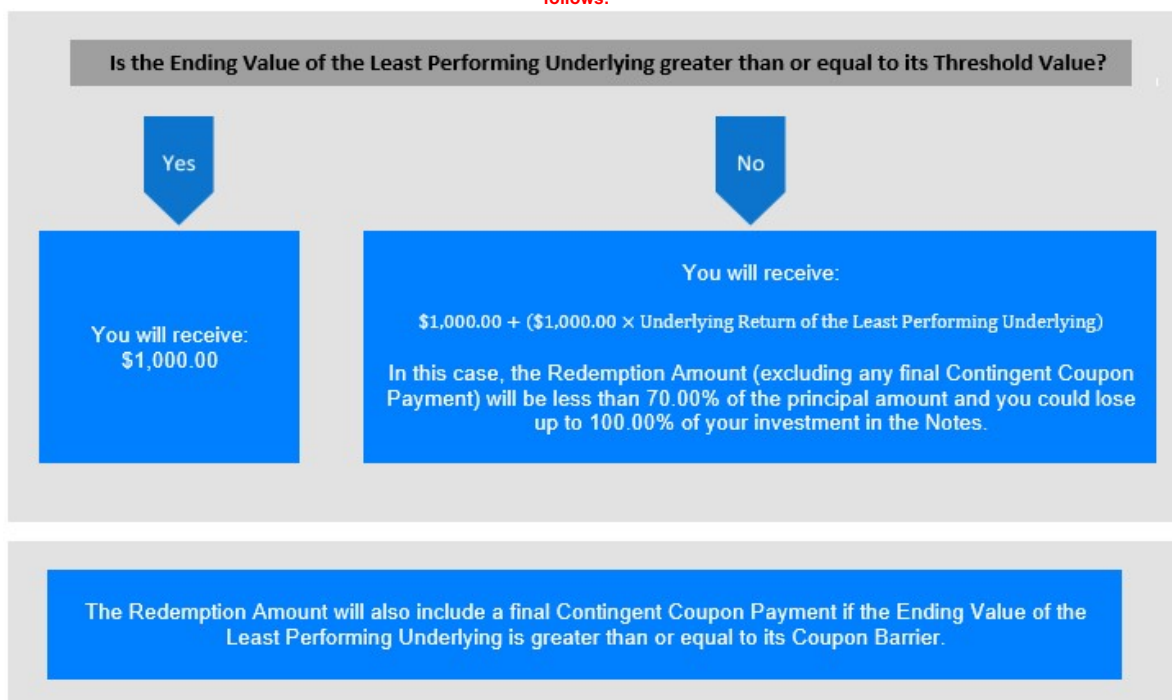 follows:
Is the Ending Value of the Least Performing Underlying greater than or equal to its Threshold Value?
Yes
No
You will receive:
$1,000.00
You will receive:
$1,000.00 + ($1,000.00 × Underlying Return of the Least Performing Underlying)
In this case, the Redemption Amount (excluding any final Contingent Coupon
Payment) will be less than 70.00% of the principal amount and you could lose
up to 100.00% of your investment in the Notes.
The Redemption Amount will also include a final Contingent Coupon Payment if the Ending Value of the
Least Performing Underlying is greater than or equal to its Coupon Barrier.